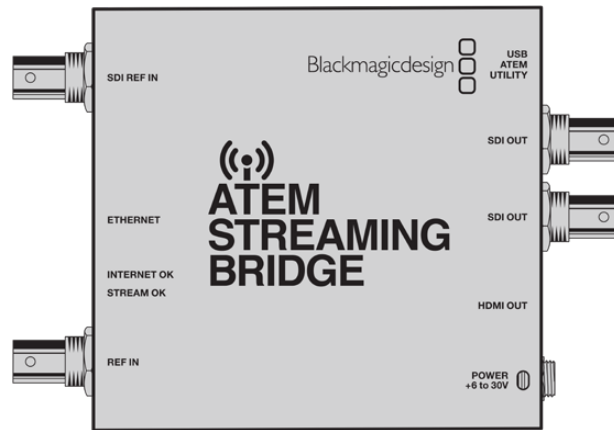 SDI REF IN
Blackmagicdesign
USB
ATEM
UTILITY
SDI OUT
ATEM
STREAMING
BRIDGE
ETHERNET
SDI OUT
INTERNET OK
STREAM OK
HDMI OUT
REF IN
POWER
+6 to 30V